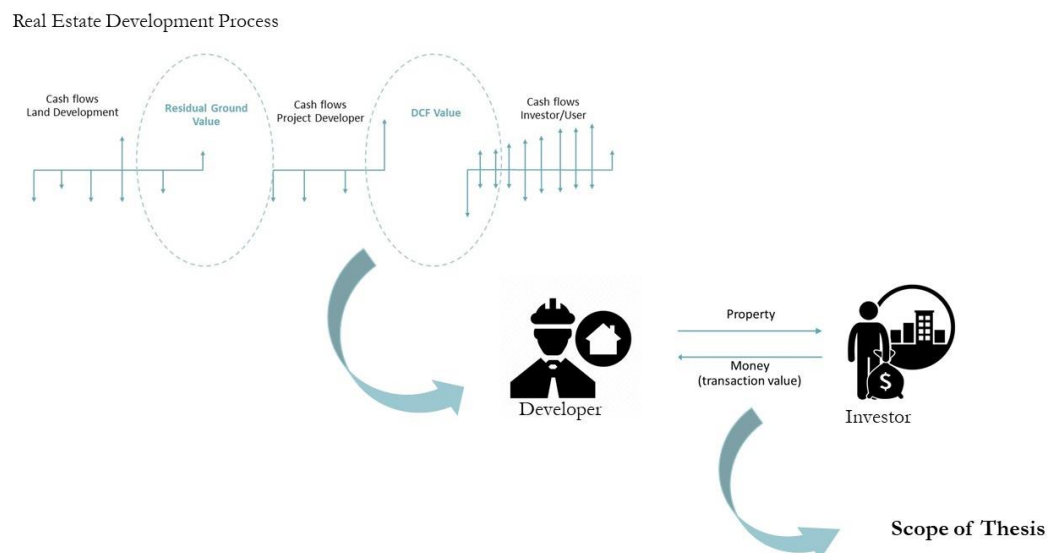 Real Estate Development Process
Cash flows
Land Development
Residual Ground
Value
Cash flows
Project Developer
DCF Value
Cash flows
Investor/User
Property
Money
(transaction value)
$
Developer
Investor
Scope of Thesis